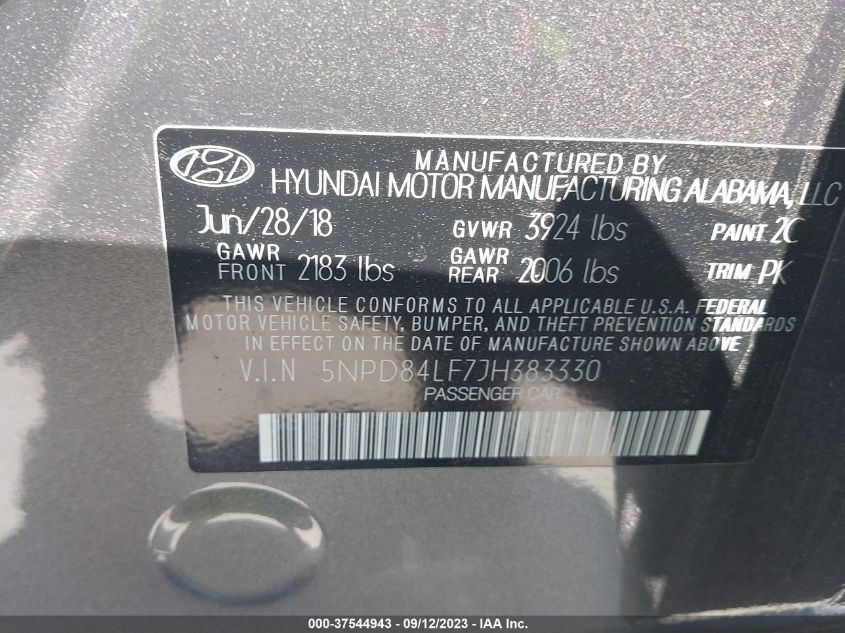 MANUFACTURED BY
HYUNDAI MOTOR MANUFACTURING ALABAMA, LLC
Jun/28/18 GVWR 3924 lbs PAINT 2C
GAWR FRONT 2183 lbs GAWR REAR 2006 lbs TRIM PK
THIS VEHICLE CONFORMS TO ALL APPLICABLE U.S.A. FEDERAL
MOTOR VEHICLE SAFETY, BUMPER, AND THEFT PREVENTION STANDARDS
IN EFFECT ON THE DATE OF MANUFACTURE SHOWN ABOVE
V.I.N 5NPD84LF7JH383330
PASSENGER CAR
000-37544943 - 09/12/2023 - IAA Inc.